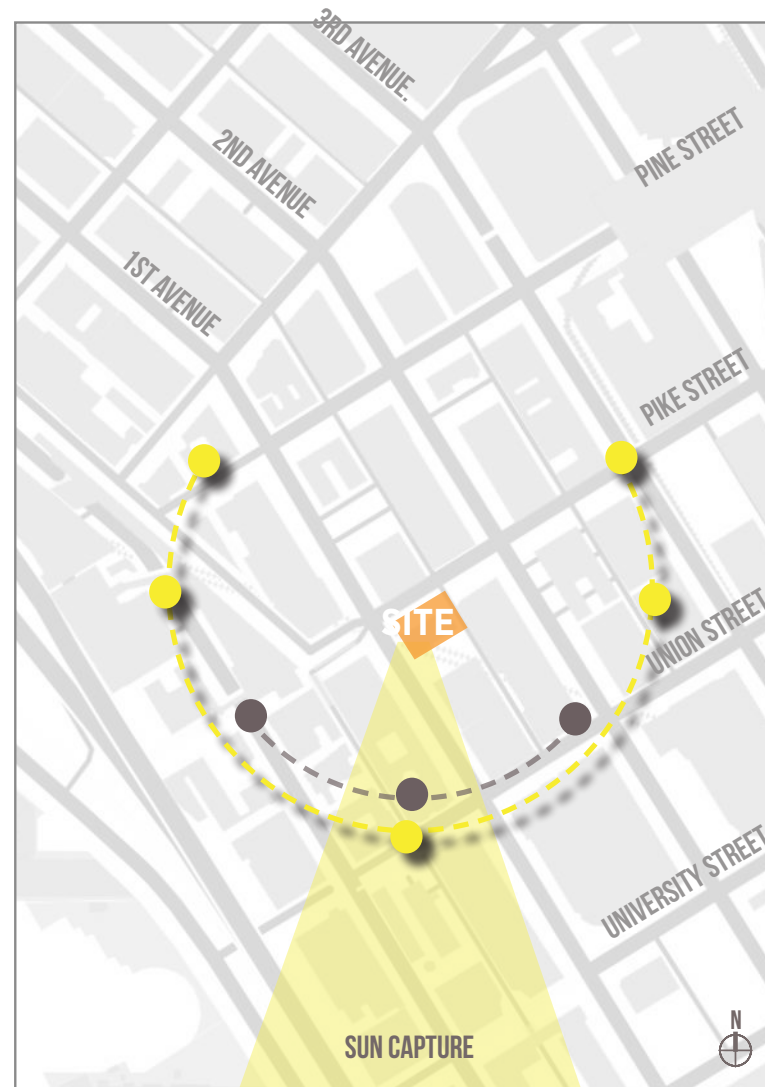 3RD AVENUE.
2ND AVENUE
1ST AVENUE
PINE STREET
PIKE STREET
SITE
UNION STREET
UNIVERSITY STREET
SUN CAPTURE
N